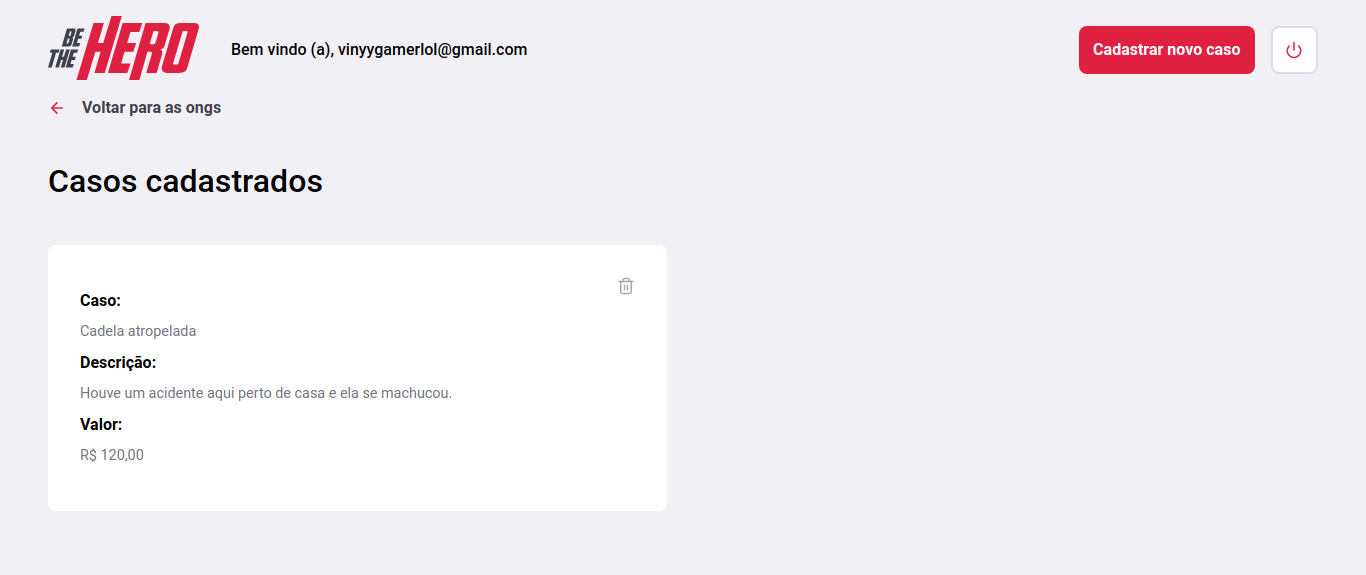 BE THE HERO
Bem vindo (a), vinyygamerlol@gmail.com
Cadastrar novo caso
Voltar para as ongs
Casos cadastrados
Caso:
Cadela atropelada
Descrição:
Houve um acidente aqui perto de casa e ela se machucou.
Valor:
R$ 120,00